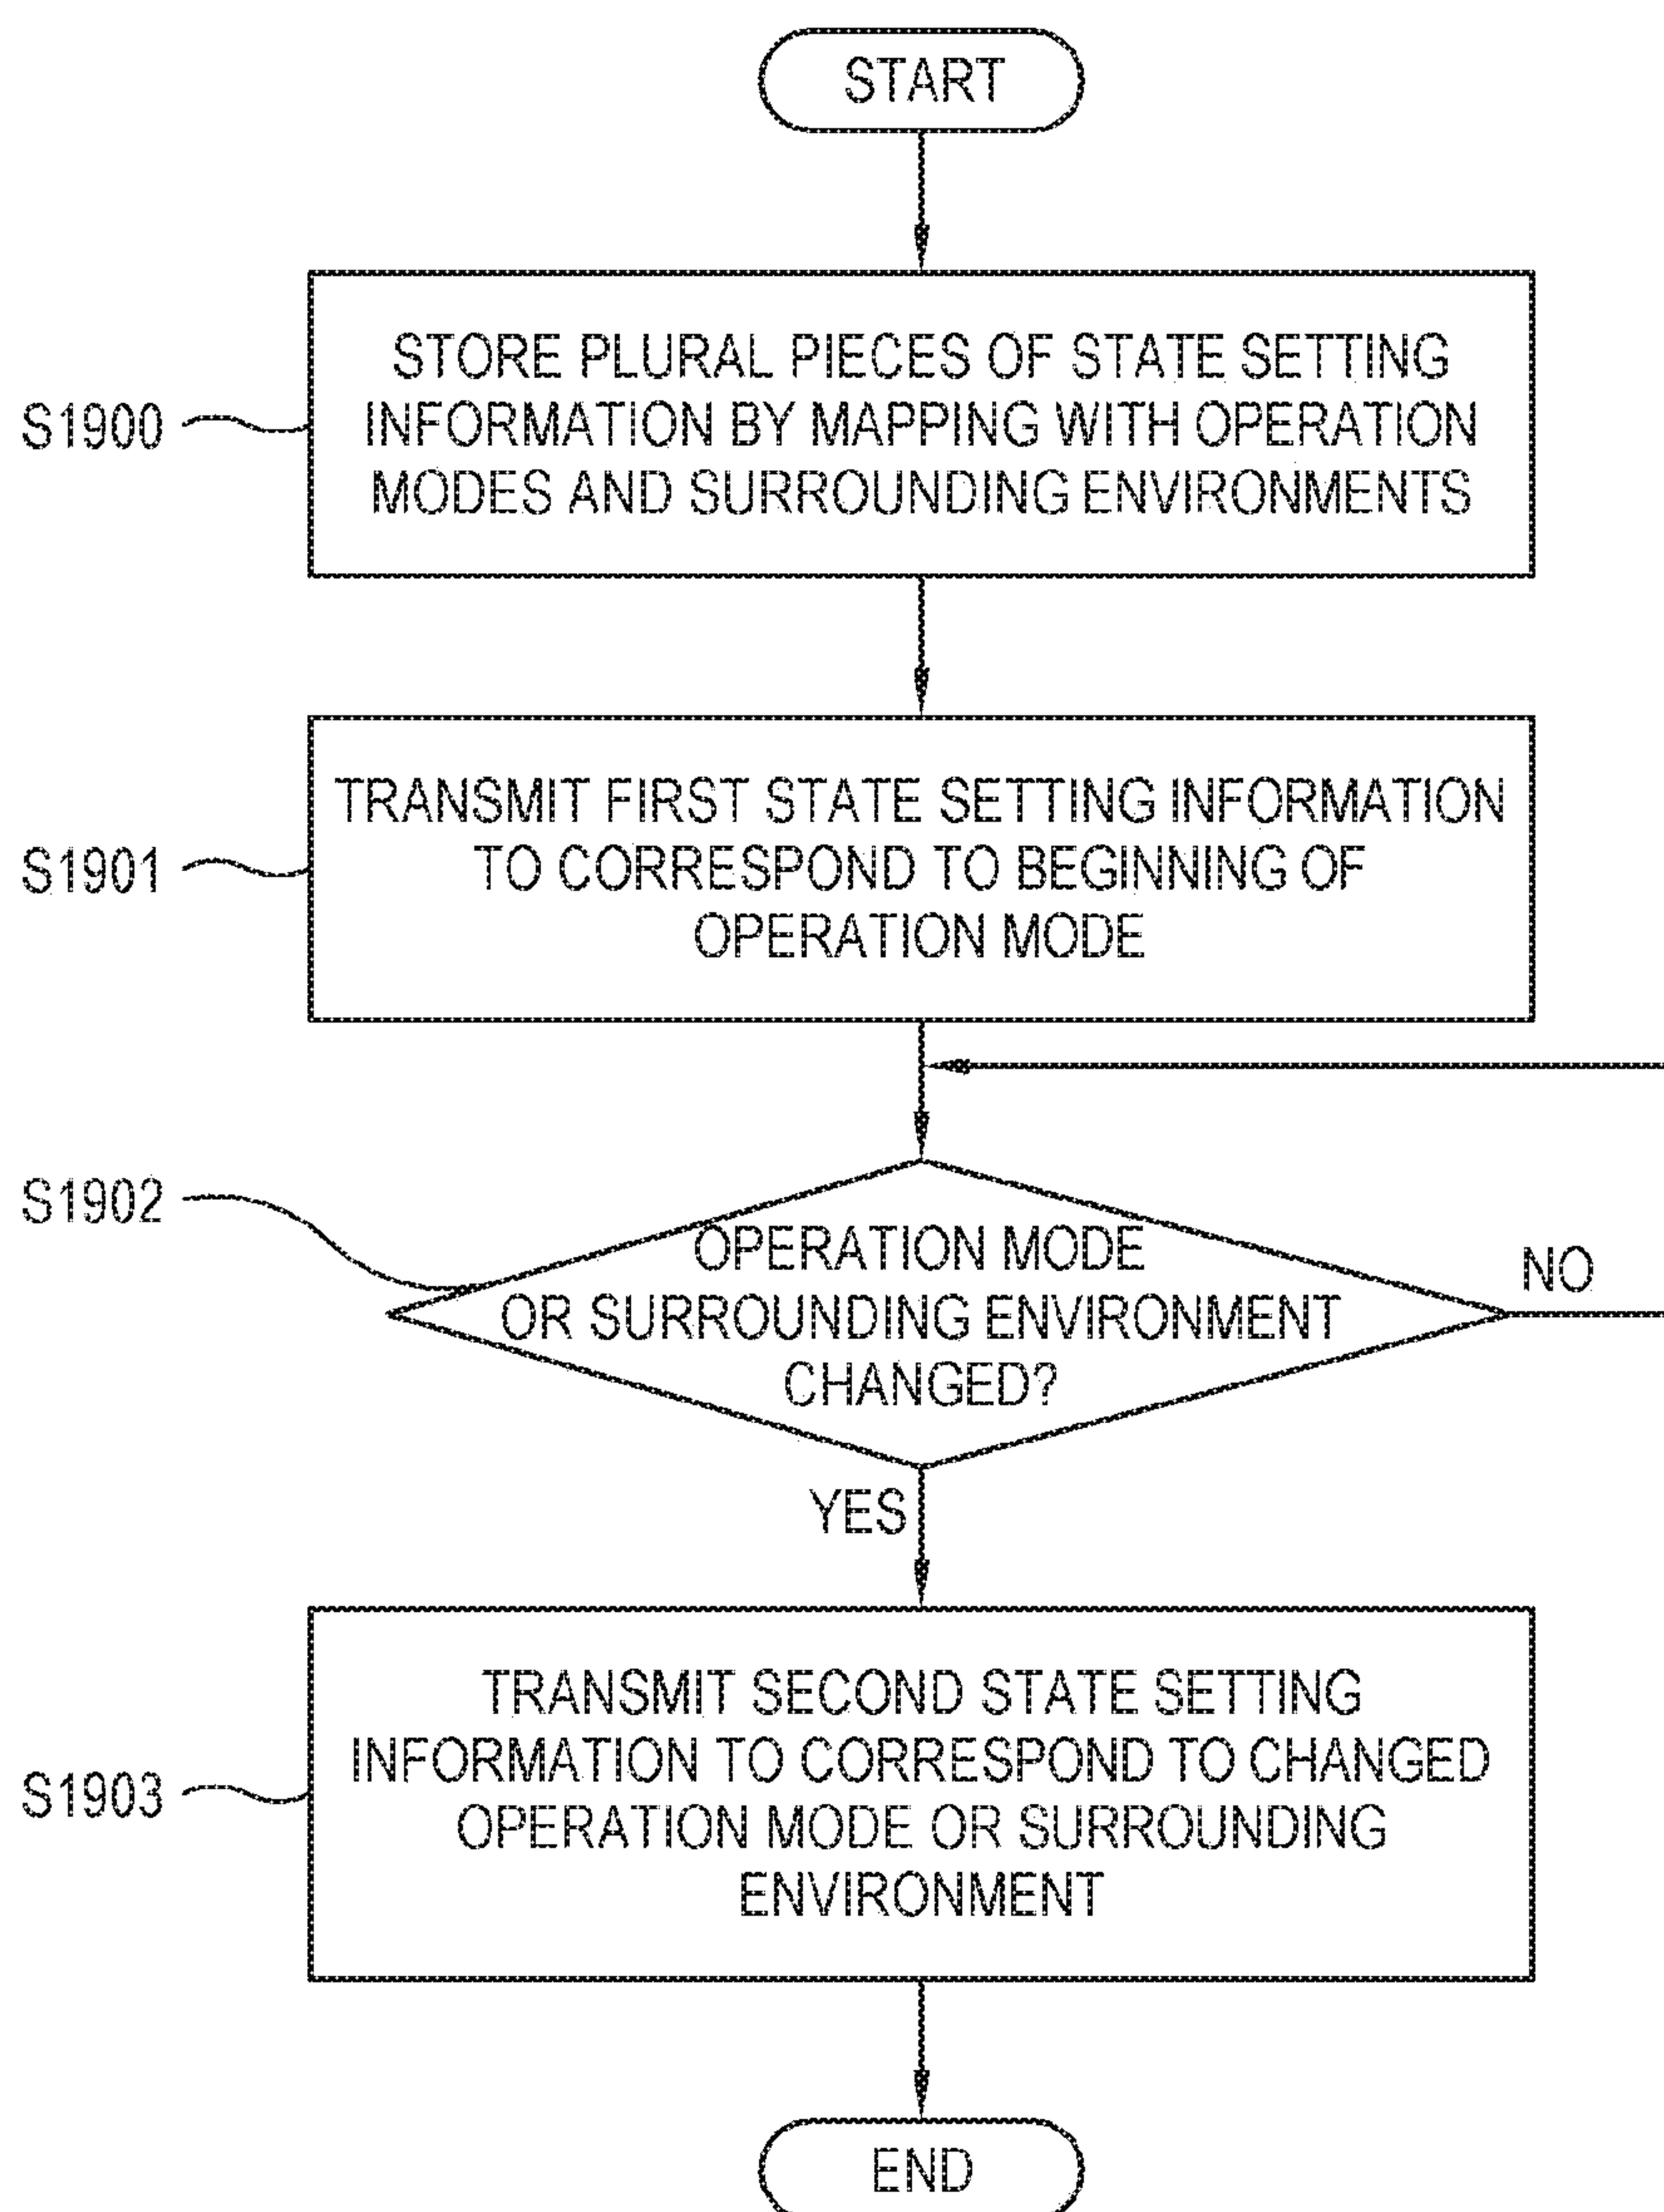 START
STORE PLURAL PIECES OF STATE SETTING
INFORMATION BY MAPPING WITH OPERATION
MODES AND SURROUNDING ENVIRONMENTS
S1900
TRANSMIT FIRST STATE SETTING INFORMATION
TO CORRESPOND TO BEGINNING OF
OPERATION MODE
S1901
S1902
OPERATION MODE
OR SURROUNDING ENVIRONMENT
CHANGED?
NO
YES
TRANSMIT SECOND STATE SETTING
INFORMATION TO CORRESPOND TO CHANGED
OPERATION MODE OR SURROUNDING
ENVIRONMENT
S1903
END